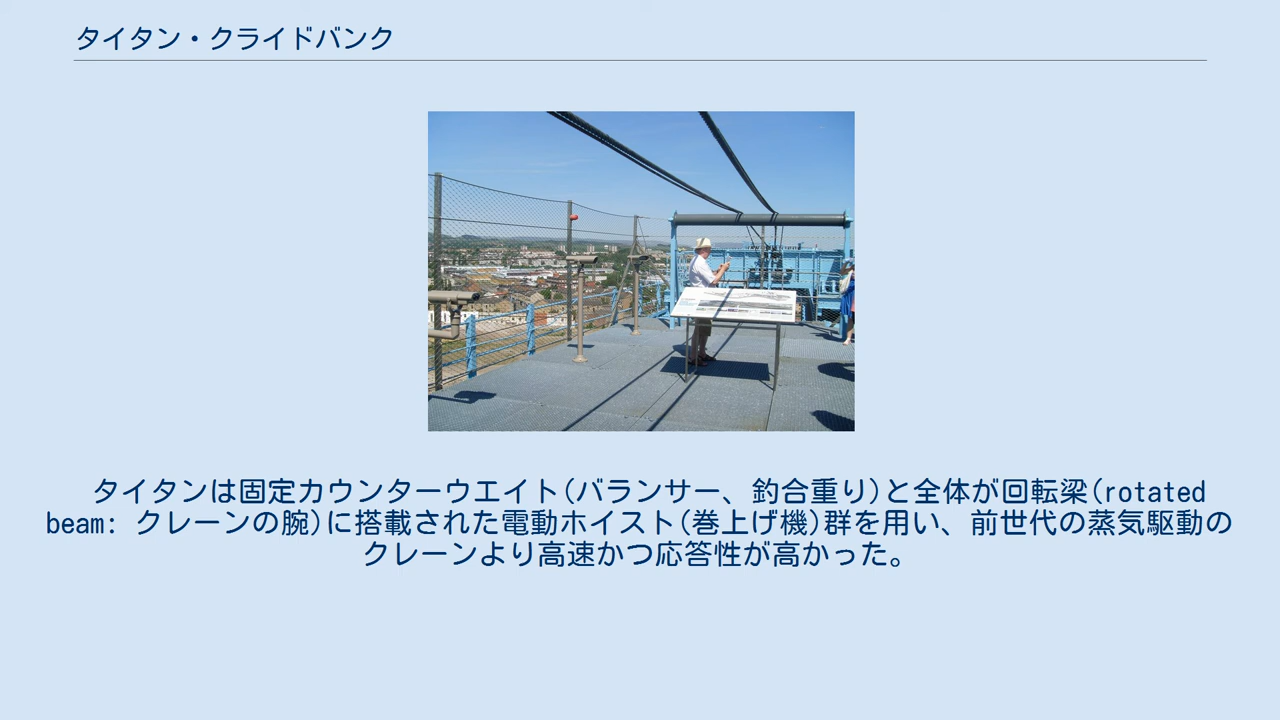 タイタン・クライドバンク
タイタンは固定カウンターウエイト(バランサー、釣合重り)と全体が回転梁(rotated
beam: クレーンの腕)に搭載された電動ホイスト(巻上げ機)群を用い、前世代の蒸気駆動の
クレーンより高速かつ応答性が高かった。